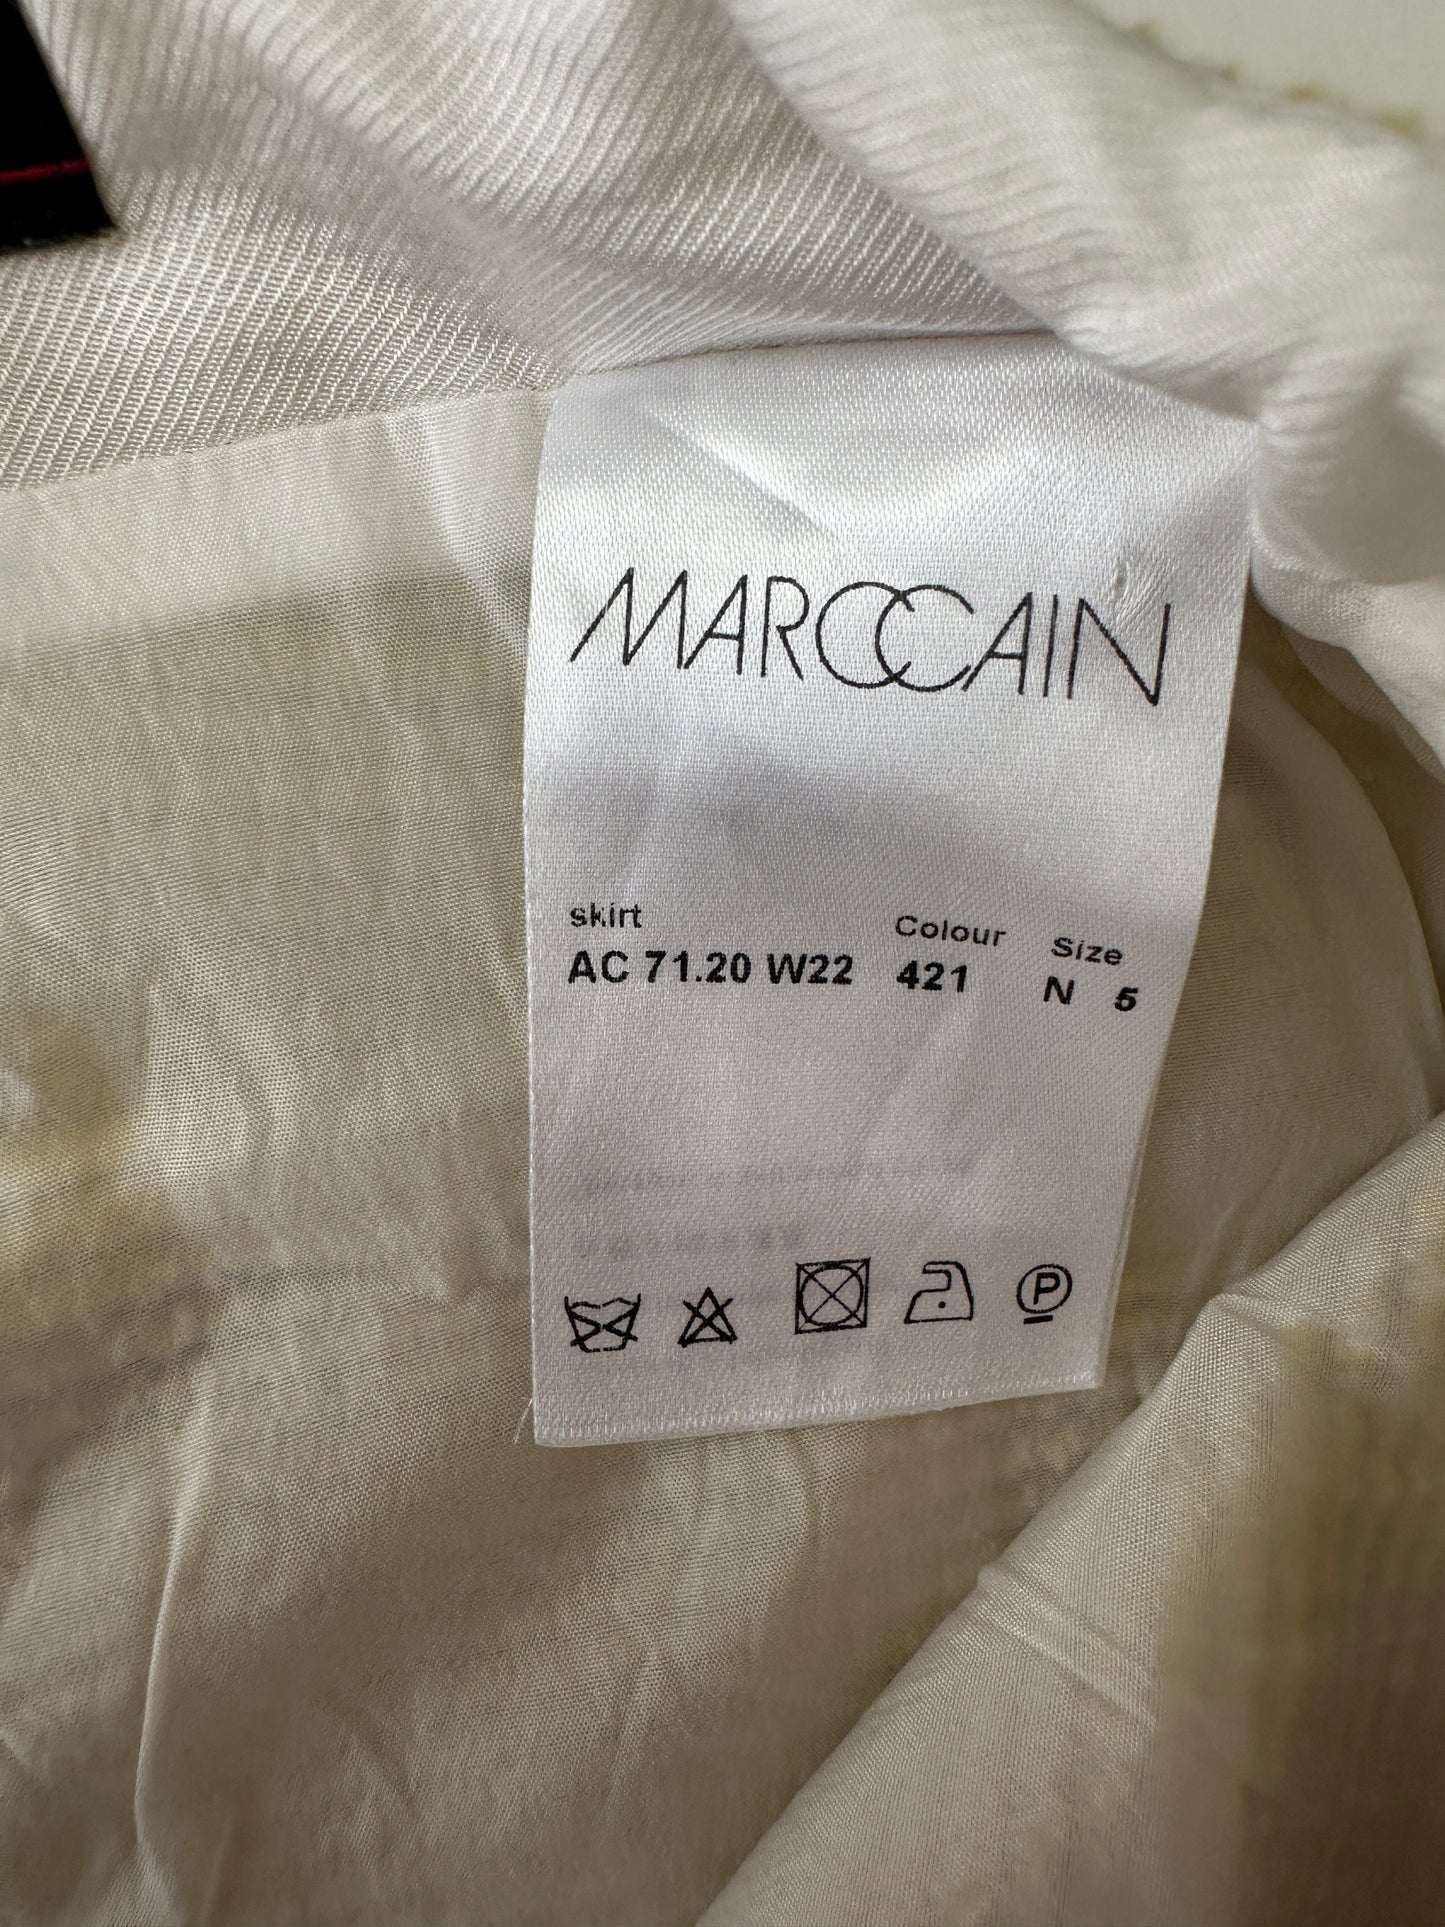 MARCCAIN
skirt Colour Size
AC 71.20 W22 421 N 5
P